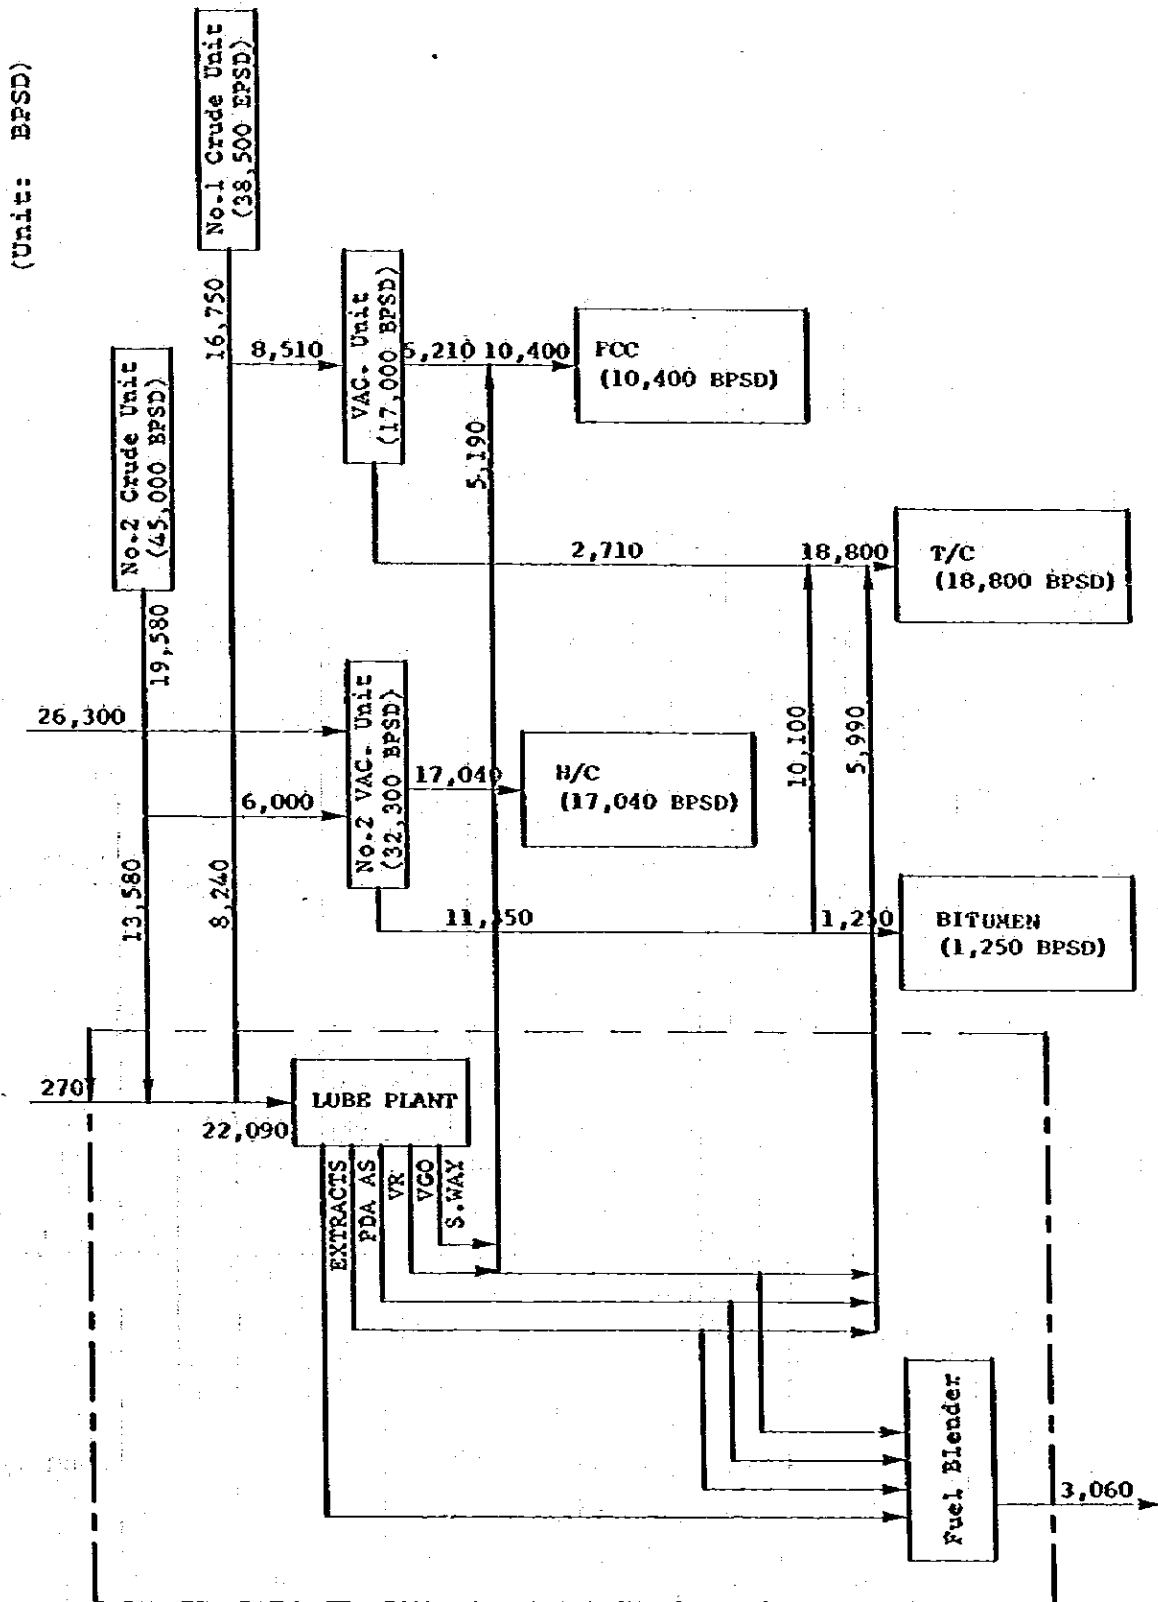 (Unit: BPSD)
No.1 Crude Unit
(38,500 EPSD)
16,750
No.2 Crude Unit
(45,000 BPSD)
19,580
8,510
VAC. Unit
(17,000 BPSD)
5,210
10,400
FCC
(10,400 BPSD)
5,190
2,710
18,800
T/C
(18,800 BPSD)
26,300
6,000
No.2 VAC. Unit
(32,300 BPSD)
17,040
H/C
(17,040 BPSD)
10,100
5,990
13,580
8,240
11,350
1,250
BITUMEN
(1,250 BPSD)
270
22,090
LUBE PLANT
EXTRACTS
PDA AS
VR
VGO
S.WAY
Fuel Blender
3,060